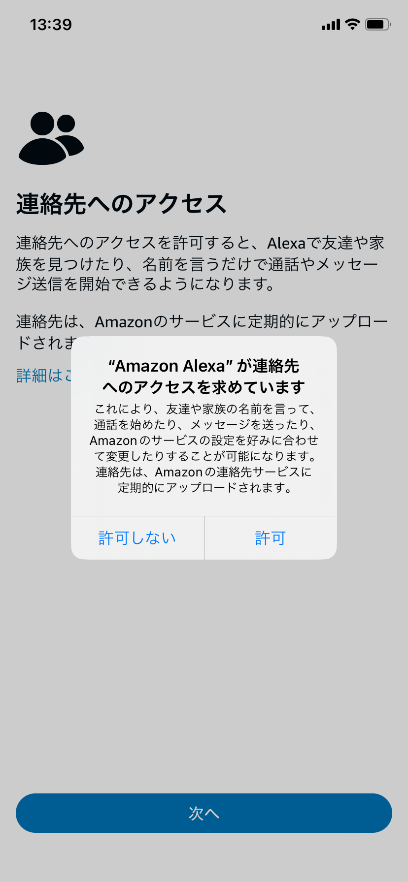 13:39
連絡先へのアクセス
連絡先へのアクセスを許可すると、Alexaで友達や家
族を見つけたり、名前を言うだけで通話やメッセー
ジ送信を開始できるようになります。
連絡先は、Amazonのサービスに定期的にアップロー
ドされま
詳細はこ
“Amazon Alexa” が連絡先
へのアクセスを求めています
これにより、友達や家族の名前を言って、
通話を始めたり、メッセージを送ったり、
Amazonのサービスの設定を好みに合わせ
て変更したりすることが可能になります。
連絡先は、Amazonの連絡先サービスに
定期的にアップロードされます。
許可しない
許可
次へ